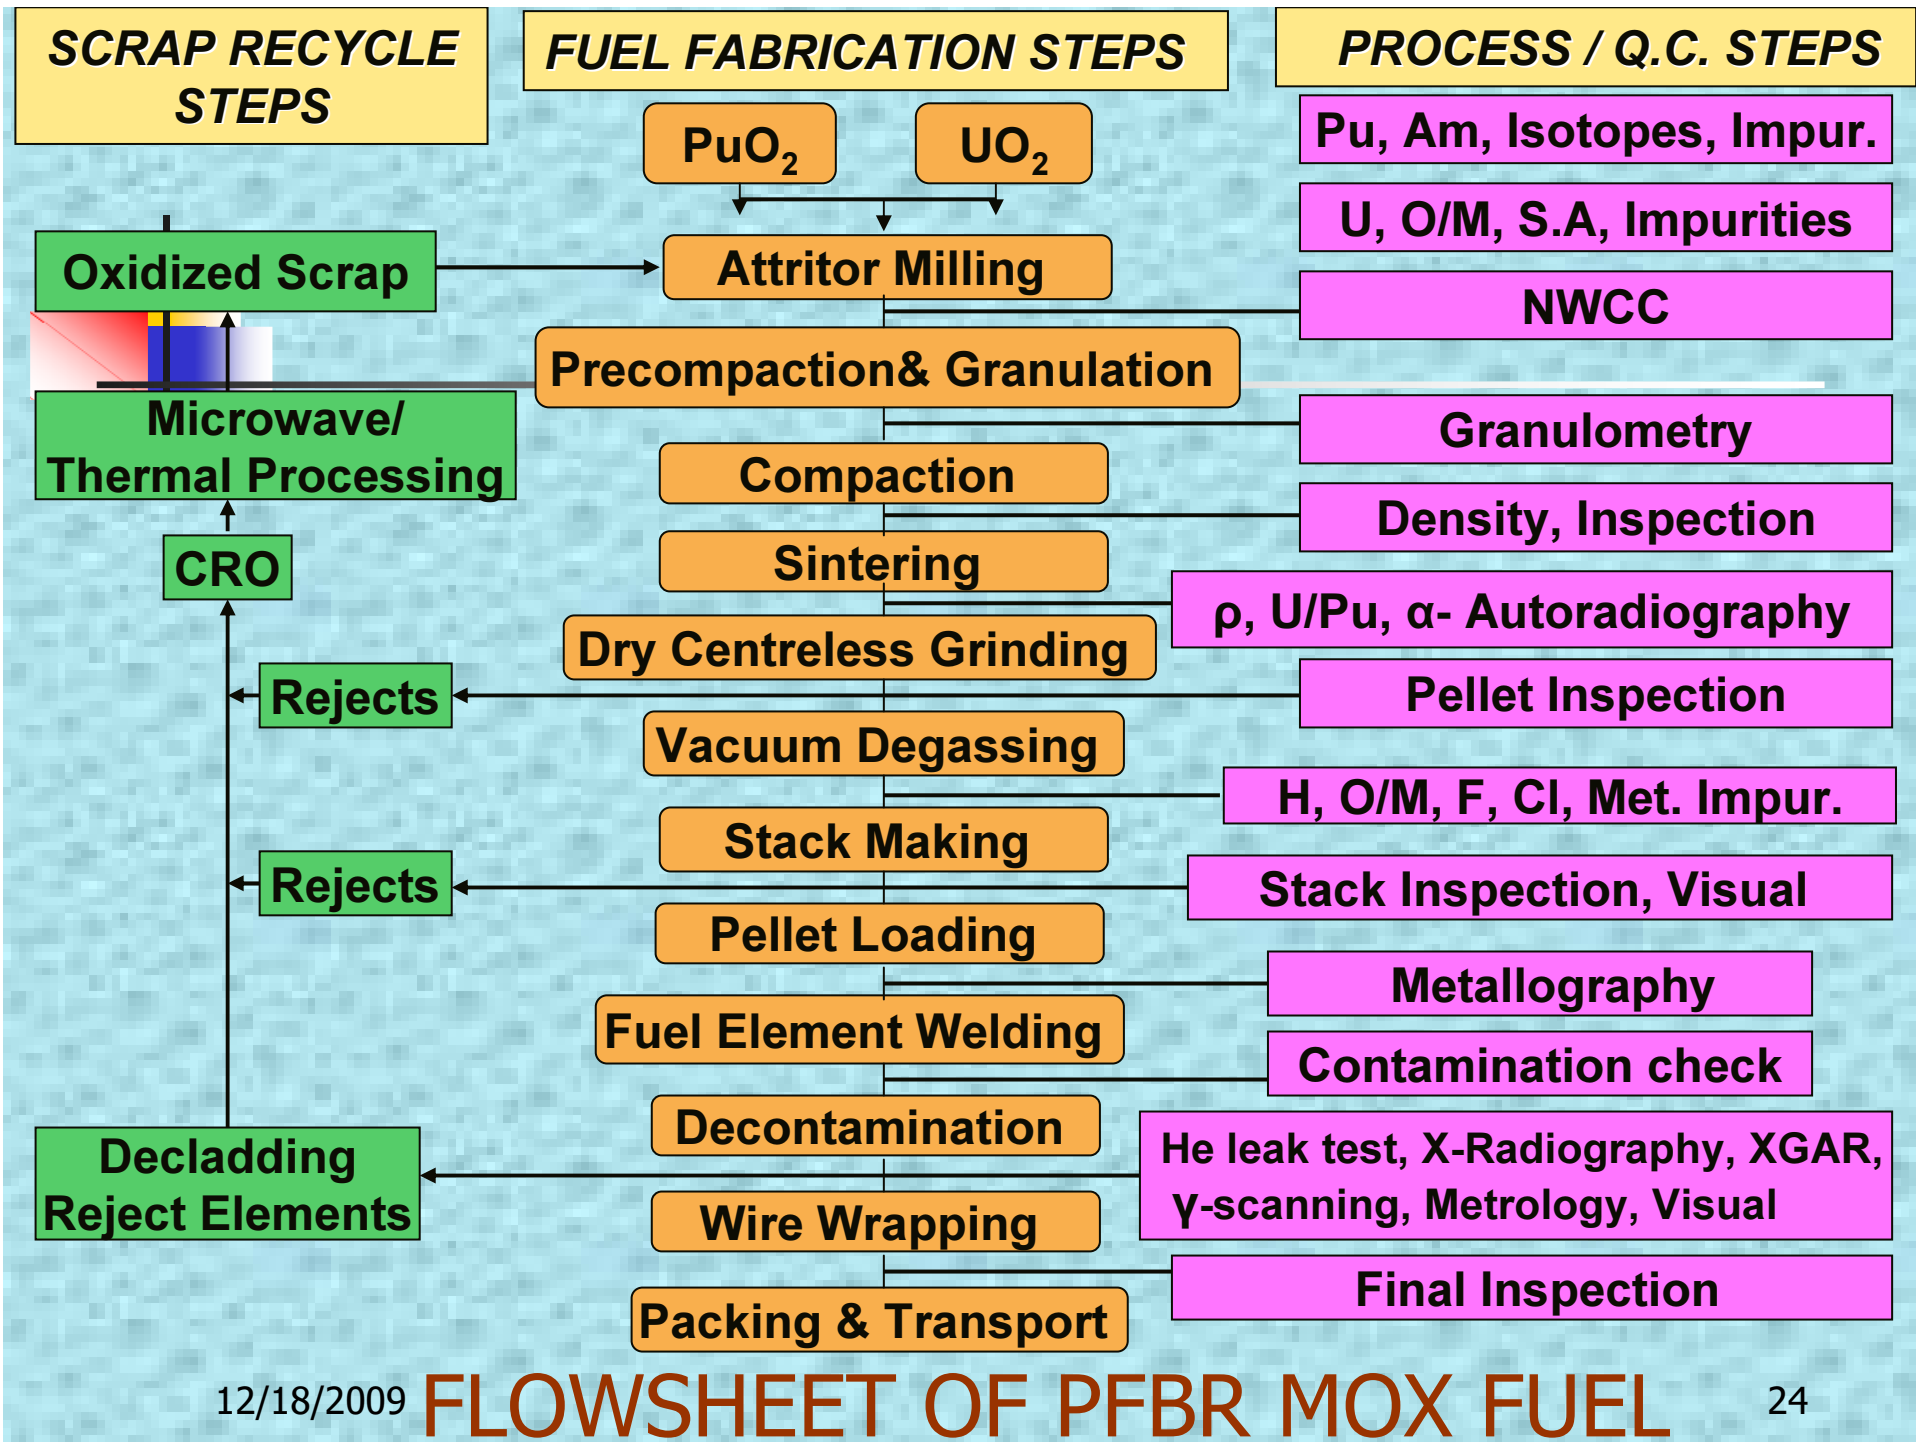 SCRAP RECYCLE
STEPS
FUEL FABRICATION STEPS
PROCESS / Q.C. STEPS
PuO₂
UO₂
Pu, Am, Isotopes, Impur.
U, O/M, S.A, Impurities
Oxidized Scrap
Attritor Milling
NWCC
Precompaction& Granulation
Microwave/
Thermal Processing
Granulometry
Compaction
Density, Inspection
CRO
Sintering
ρ, U/Pu, α- Autoradiography
Dry Centreless Grinding
Rejects
Pellet Inspection
Vacuum Degassing
H, O/M, F, Cl, Met. Impur.
Stack Making
Rejects
Stack Inspection, Visual
Pellet Loading
Metallography
Fuel Element Welding
Contamination check
Decontamination
Decladding
Reject Elements
He leak test, X-Radiography, XGAR,
γ-scanning, Metrology, Visual
Wire Wrapping
Final Inspection
Packing & Transport
12/18/2009
FLOWSHEET OF PFBR MOX FUEL
24